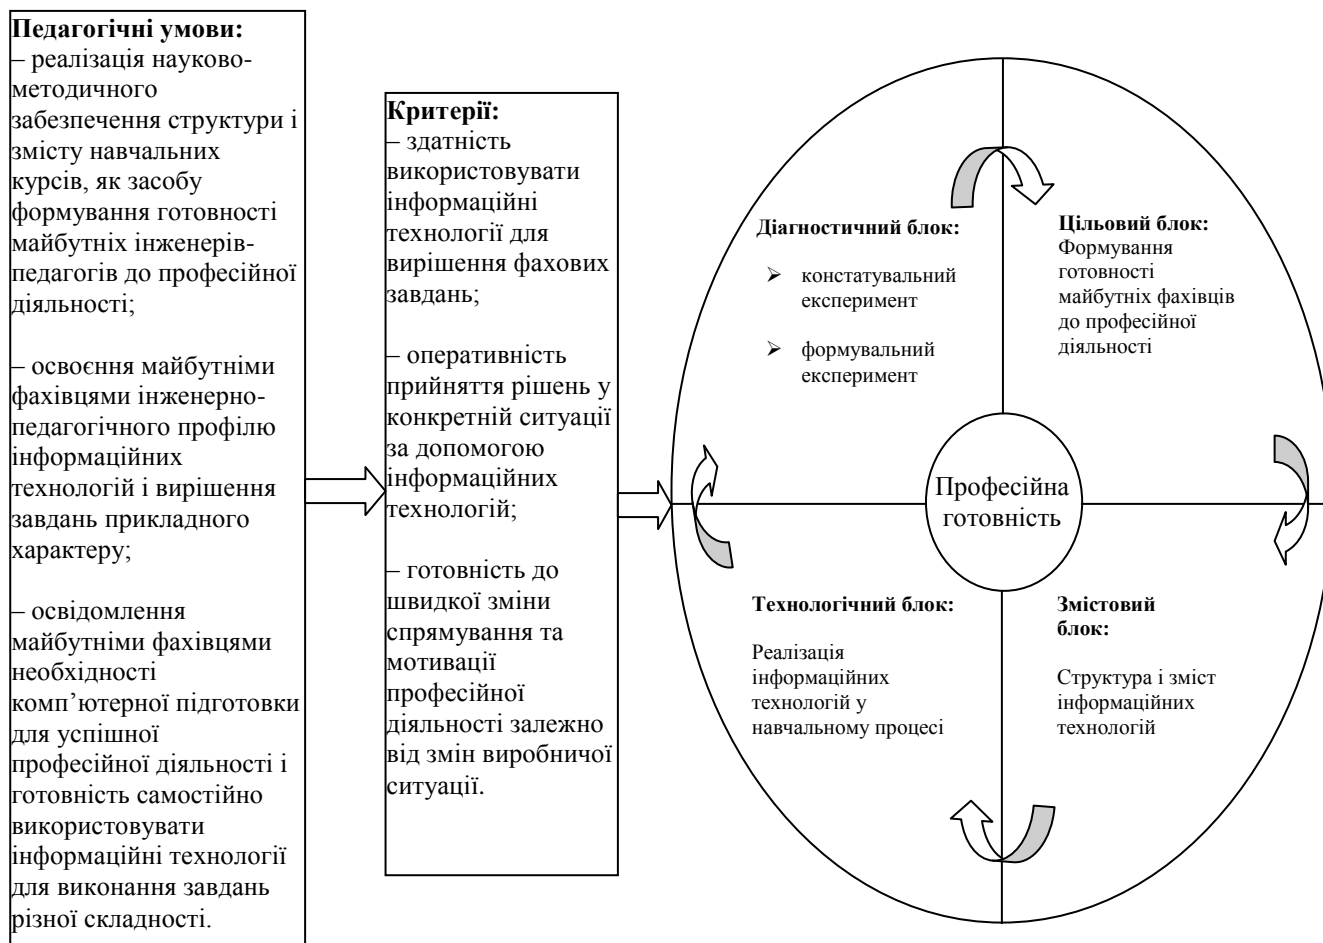 Педагогічні умови:
– реалізація науково-
методичного
забезпечення структури і
змісту навчальних
курсів, як засобу
формування готовності
майбутніх інженерів-
педагогів до професійної
діяльності;
– освоєння майбутніми
фахівцями інженерно-
педагогічного профілю
інформаційних
технологій і вирішення
завдань прикладного
характеру;
– освідомлення
майбутніми фахівцями
необхідності
комп’ютерної підготовки
для успішної
професійної діяльності і
готовність самостійно
використовувати
інформаційні технології
для виконання завдань
різної складності.
Критерії:
– здатність
використовувати
інформаційні
технології для
вирішення фахових
завдань;
– оперативність
прийняття рішень у
конкретній ситуації
за допомогою
інформаційних
технологій;
– готовність до
швидкої зміни
спрямування та
мотивації
професійної
діяльності залежно
від змін виробничої
ситуації.
Діагностичний блок:
➢ констатувальний
експеримент
➢ формувальний
експеримент
Цільовий блок:
Формування
готовності
майбутніх фахівців
до професійної
діяльності
Професійна
готовність
Технологічний блок:
Реалізація
інформаційних
технологій у
навчальному процесі
Змістовий
блок:
Структура і зміст
інформаційних
технологій